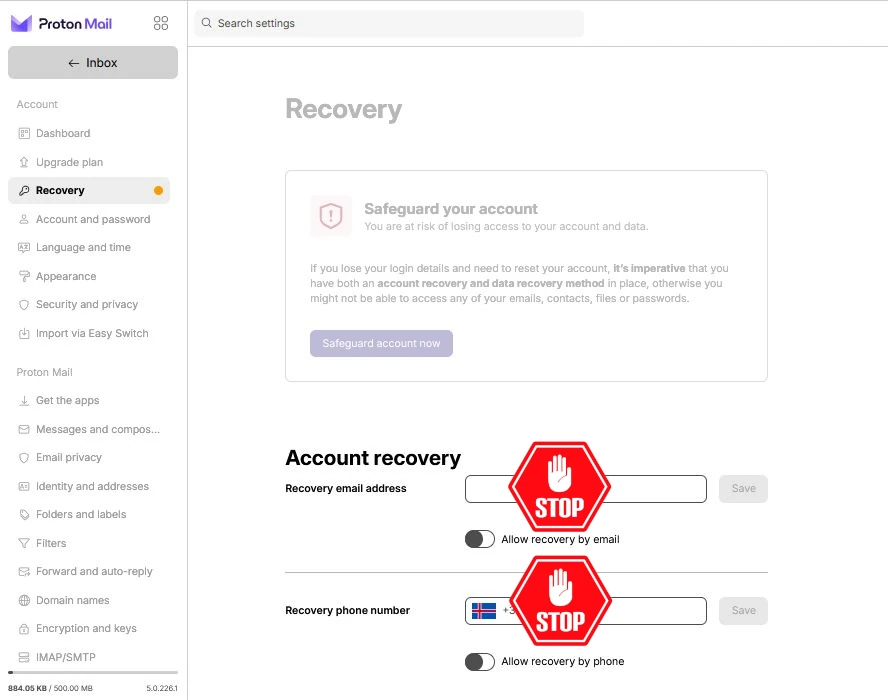 Proton Mail
Search settings
Inbox
Account
Dashboard
Upgrade plan
Recovery
Account and password
Language and time
Appearance
Security and privacy
Import via Easy Switch
Proton Mail
Get the apps
Messages and compos...
Email privacy
Identity and addresses
Folders and labels
Filters
Forward and auto-reply
Domain names
Encryption and keys
IMAP/SMTP
884.05 KB / 500.00 MB
5.0.226.1
Recovery
Safeguard your account
You are at risk of losing access to your account and data.
If you lose your login details and need to reset your account, it's imperative that you
have both an account recovery and data recovery method in place, otherwise you
might not be able to access any of your emails, contacts, files or passwords.
Safeguard account now
Account recovery
Recovery email address
STOP
Save
Allow recovery by email
Recovery phone number
STOP
Save
Allow recovery by phone